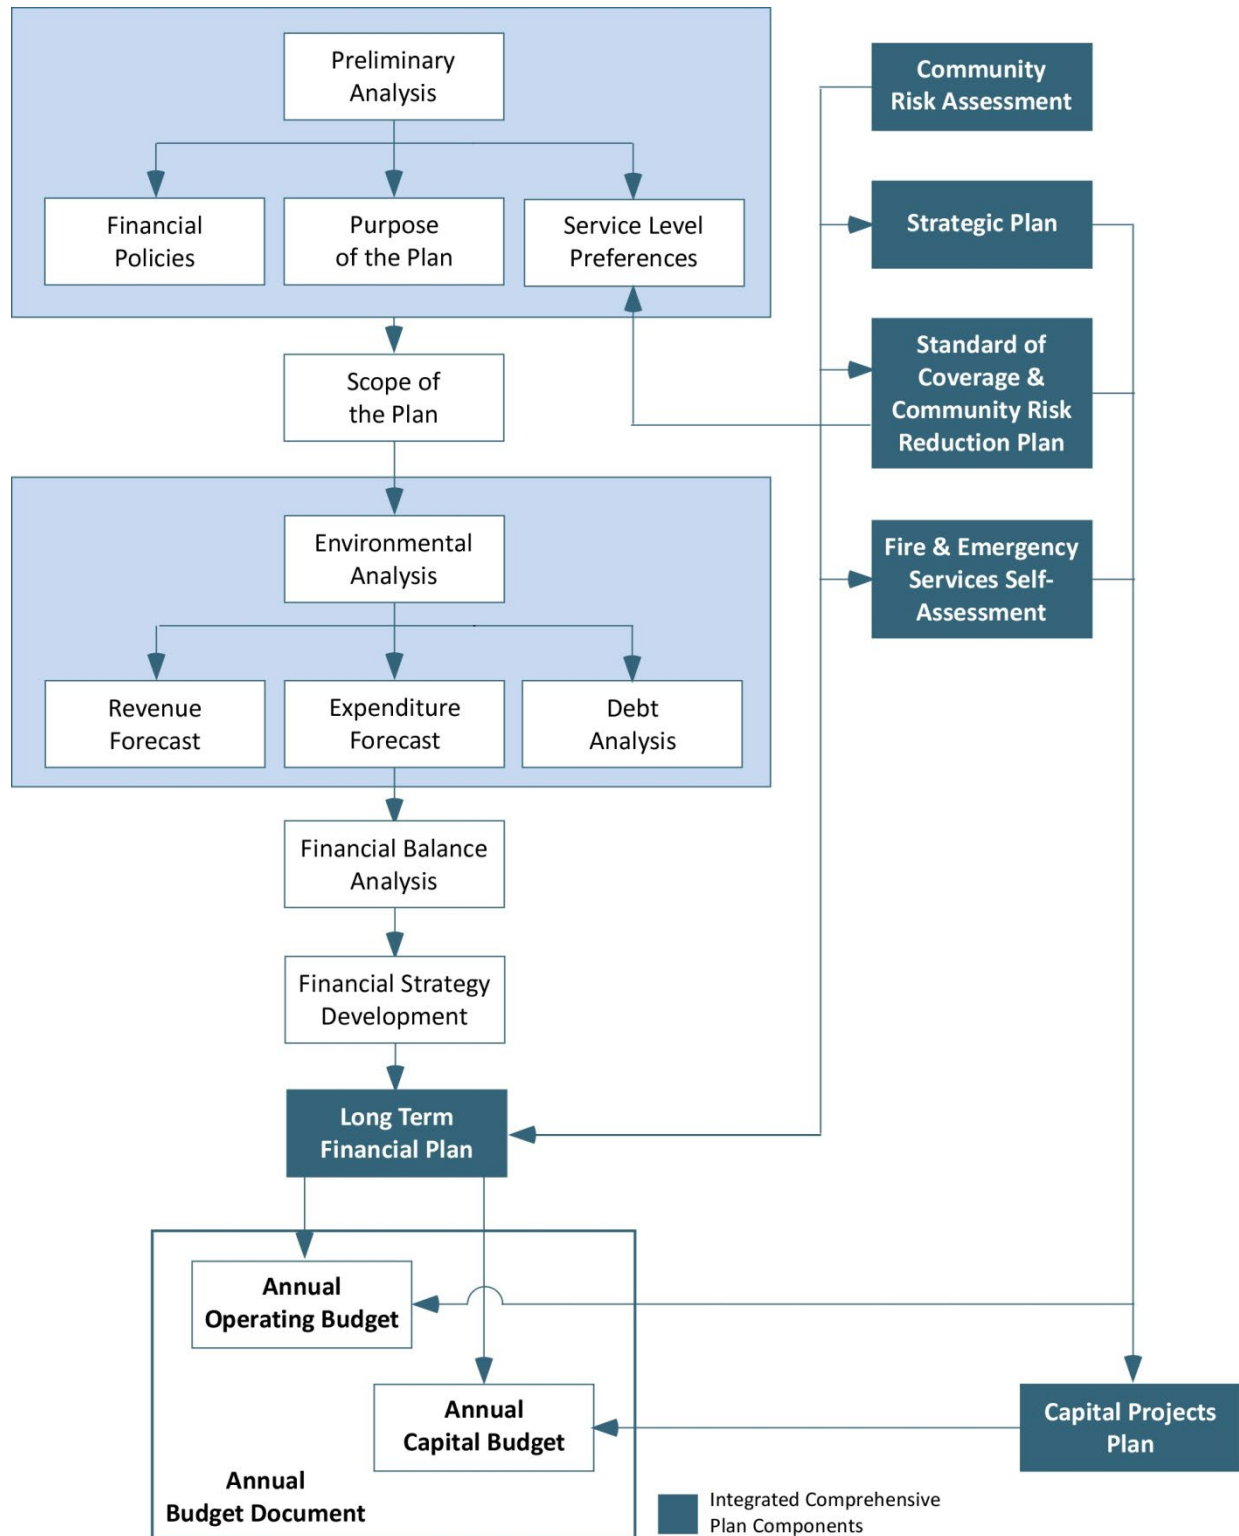 Preliminary
Analysis
Financial
Policies
Purpose
of the Plan
Service Level
Preferences
Scope of
the Plan
Environmental
Analysis
Revenue
Forecast
Expenditure
Forecast
Debt
Analysis
Financial Balance
Analysis
Financial Strategy
Development
Long Term
Financial Plan
Annual
Operating Budget
Annual
Capital Budget
Annual
Budget Document
Community
Risk Assessment
Strategic Plan
Standard of
Coverage &
Community Risk
Reduction Plan
Fire & Emergency
Services Self-
Assessment
Capital Projects
Plan
Integrated Comprehensive
Plan Components